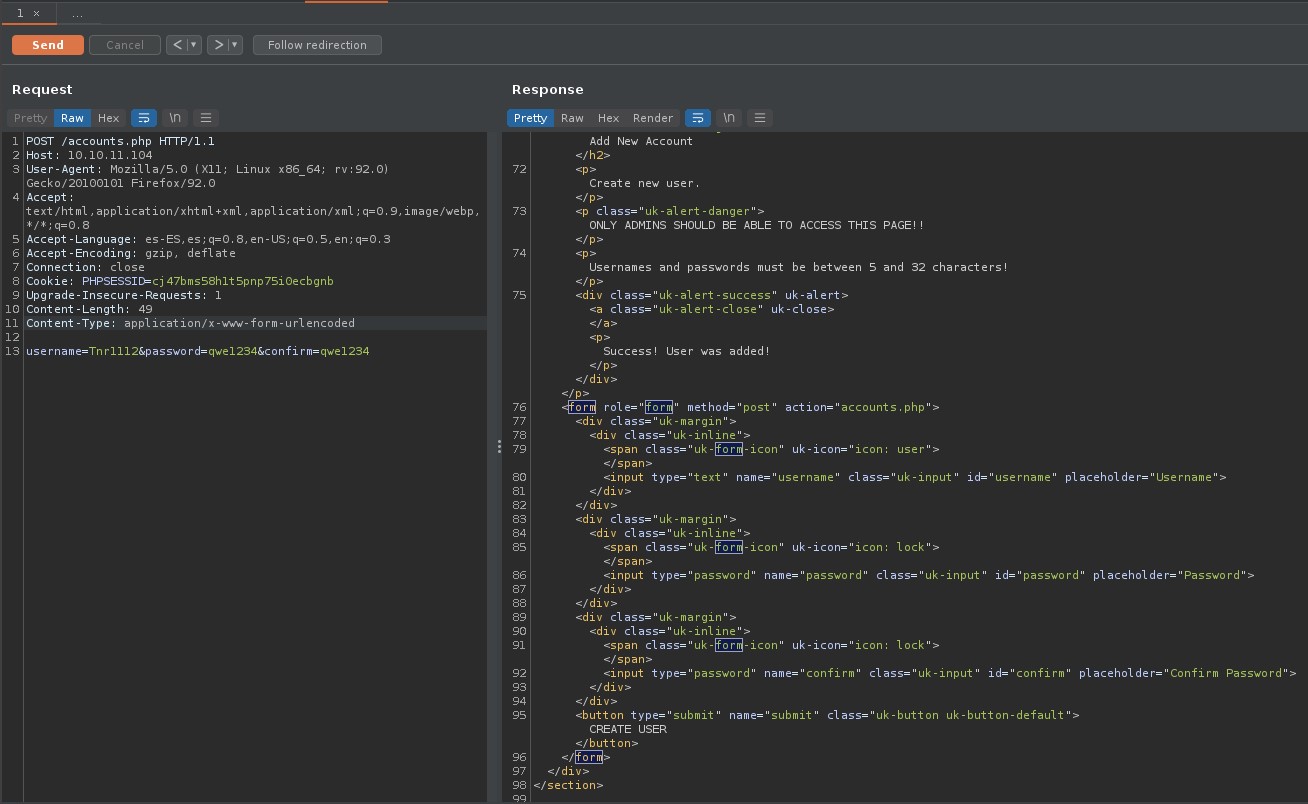 1 ×
...
Send
Cancel
<
>
Follow redirection
Request
Pretty Raw Hex \n
1 POST /accounts.php HTTP/1.1
2 Host: 10.10.11.104
3 User-Agent: Mozilla/5.0 (X11; Linux x86_64; rv:92.0)
Gecko/20100101 Firefox/92.0
4 Accept:
text/html,application/xhtml+xml,application/xml;q=0.9,image/webp,
*/*;q=0.8
5 Accept-Language: es-ES,es;q=0.8,en-US;q=0.5,en;q=0.3
6 Accept-Encoding: gzip, deflate
7 Connection: close
8 Cookie: PHPSESSID=cj47bms58h1t5pnp75i0ecbgnb
9 Upgrade-Insecure-Requests: 1
10 Content-Length: 49
11 Content-Type: application/x-www-form-urlencoded
12
13 username=Tnr1112&password=qwe1234&confirm=qwe1234
Response
Pretty Raw Hex Render \n
Add New Account
</h2>
72 <p>
Create new user.
</p>
73 <p class="uk-alert-danger">
ONLY ADMINS SHOULD BE ABLE TO ACCESS THIS PAGE!!
</p>
74 <p>
Usernames and passwords must be between 5 and 32 characters!
</p>
75 <div class="uk-alert-success" uk-alert>
<a class="uk-alert-close" uk-close>
</a>
<p>
Success! User was added!
</p>
</div>
</p>
76 <form role="form" method="post" action="accounts.php">
77 <div class="uk-margin">
78 <div class="uk-inline">
79 <span class="uk-form-icon" uk-icon="icon: user">
</span>
80 <input type="text" name="username" class="uk-input" id="username" placeholder="Username">
81 </div>
82 </div>
83 <div class="uk-margin">
84 <div class="uk-inline">
85 <span class="uk-form-icon" uk-icon="icon: lock">
</span>
86 <input type="password" name="password" class="uk-input" id="password" placeholder="Password">
87 </div>
88 </div>
89 <div class="uk-margin">
90 <div class="uk-inline">
91 <span class="uk-form-icon" uk-icon="icon: lock">
</span>
92 <input type="password" name="confirm" class="uk-input" id="confirm" placeholder="Confirm Password">
93 </div>
94 </div>
95 <button type="submit" name="submit" class="uk-button uk-button-default">
CREATE USER
</button>
96 </form>
97 </div>
98 </section>
99